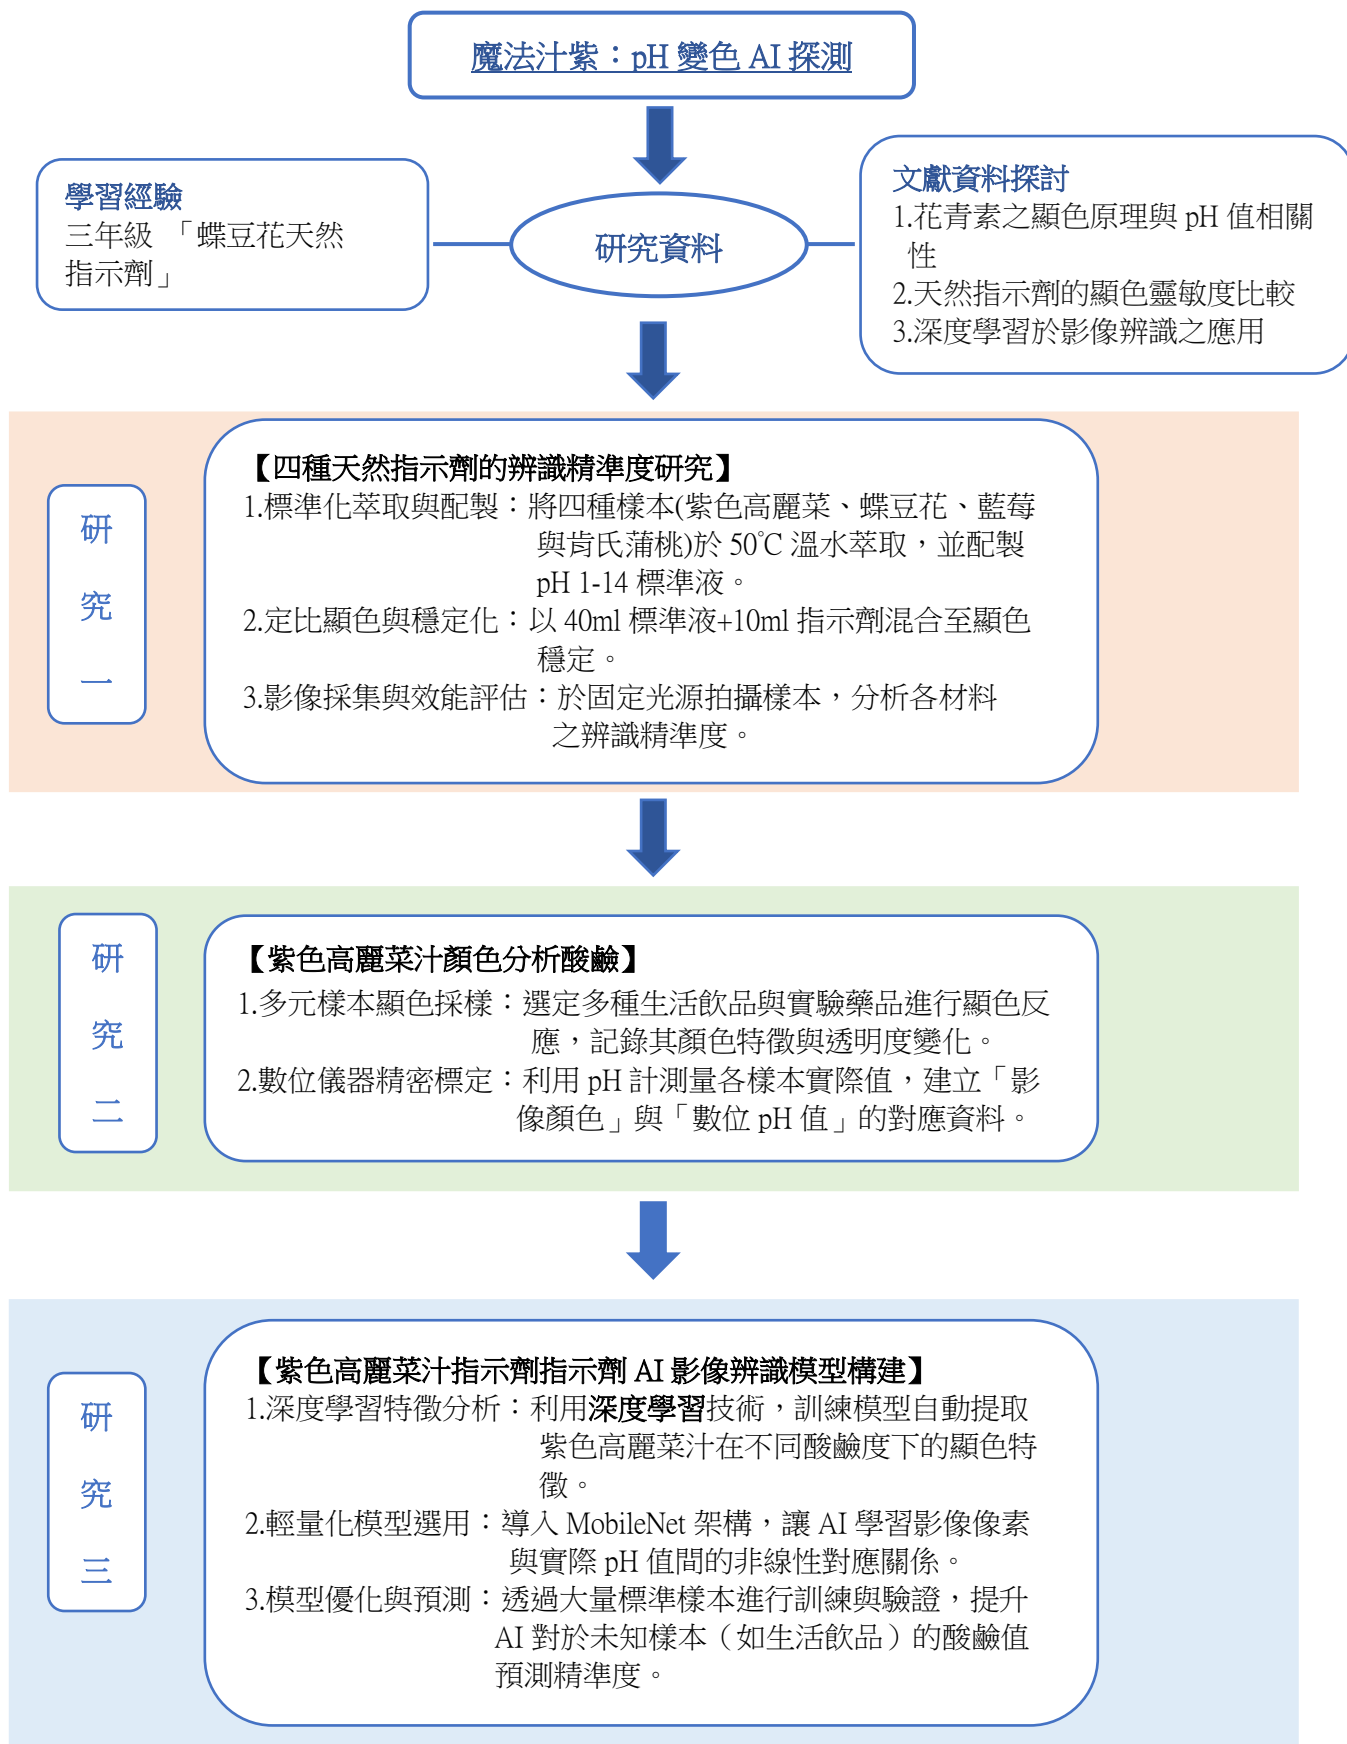 魔法汁紫：pH 變色 AI 探測
學習經驗
三年級 「蝶豆花天然
指示劑」
研究資料
文獻資料探討
1.花青素之顯色原理與 pH 值相關
性
2.天然指示劑的顯色靈敏度比較
3.深度學習於影像辨識之應用
研
究
一
【四種天然指示劑的辨識精準度研究】
1.標準化萃取與配製：將四種樣本(紫色高麗菜、蝶豆花、藍莓
與肯氏蒲桃)於 50℃ 溫水萃取，並配製
pH 1-14 標準液。
2.定比顯色與穩定化：以 40ml 標準液+10ml 指示劑混合至顯色
穩定。
3.影像採集與效能評估：於固定光源拍攝樣本，分析各材料
之辨識精準度。
研
究
二
【紫色高麗菜汁顏色分析酸鹼】
1.多元樣本顯色採樣：選定多種生活飲品與實驗藥品進行顯色反
應，記錄其顏色特徵與透明度變化。
2.數位儀器精密標定：利用 pH 計測量各樣本實際值，建立「影
像顏色」與「數位 pH 值」的對應資料。
研
究
三
【紫色高麗菜汁指示劑指示劑 AI 影像辨識模型構建】
1.深度學習特徵分析：利用深度學習技術，訓練模型自動提取
紫色高麗菜汁在不同酸鹼度下的顯色特
徵。
2.輕量化模型選用：導入 MobileNet 架構，讓 AI 學習影像像素
與實際 pH 值間的非線性對應關係。
3.模型優化與預測：透過大量標準樣本進行訓練與驗證，提升
AI 對於未知樣本（如生活飲品）的酸鹼值
預測精準度。